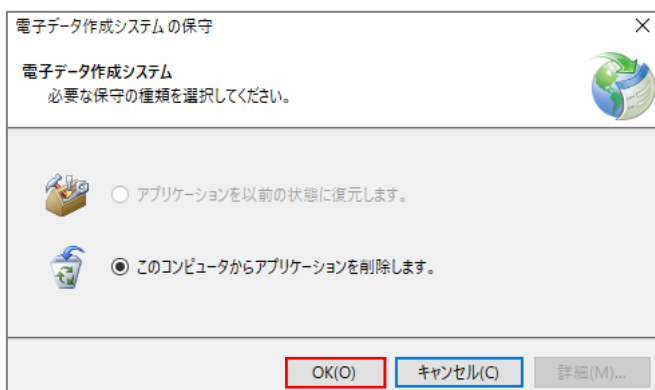 電子データ作成システム の保守
電子データ作成システム
必要な保守の種類を選択してください。
アプリケーションを以前の状態に復元します。
このコンピュータからアプリケーションを削除します。
OK(O) キャンセル(C) 詳細(M)...